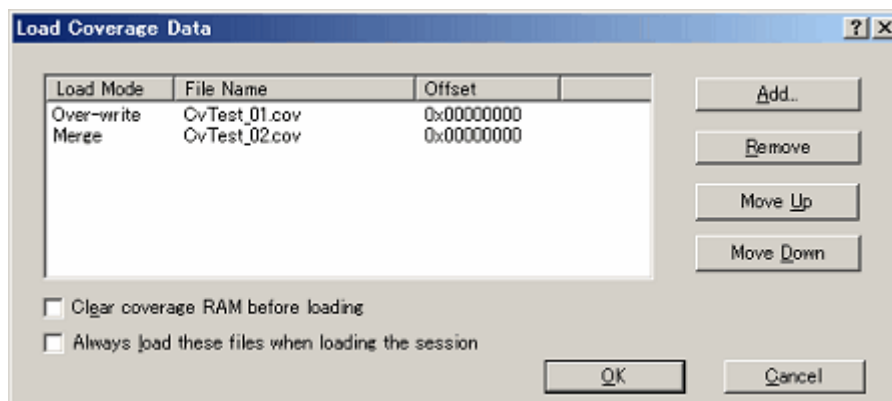 Load Coverage Data
Load Mode File Name Offset
Over-write CvTest_01.cov 0x00000000
Merge CvTest_02.cov 0x00000000
Add...
Remove
Move Up
Move Down
Clear coverage RAM before loading
Always load these files when loading the session
OK Cancel